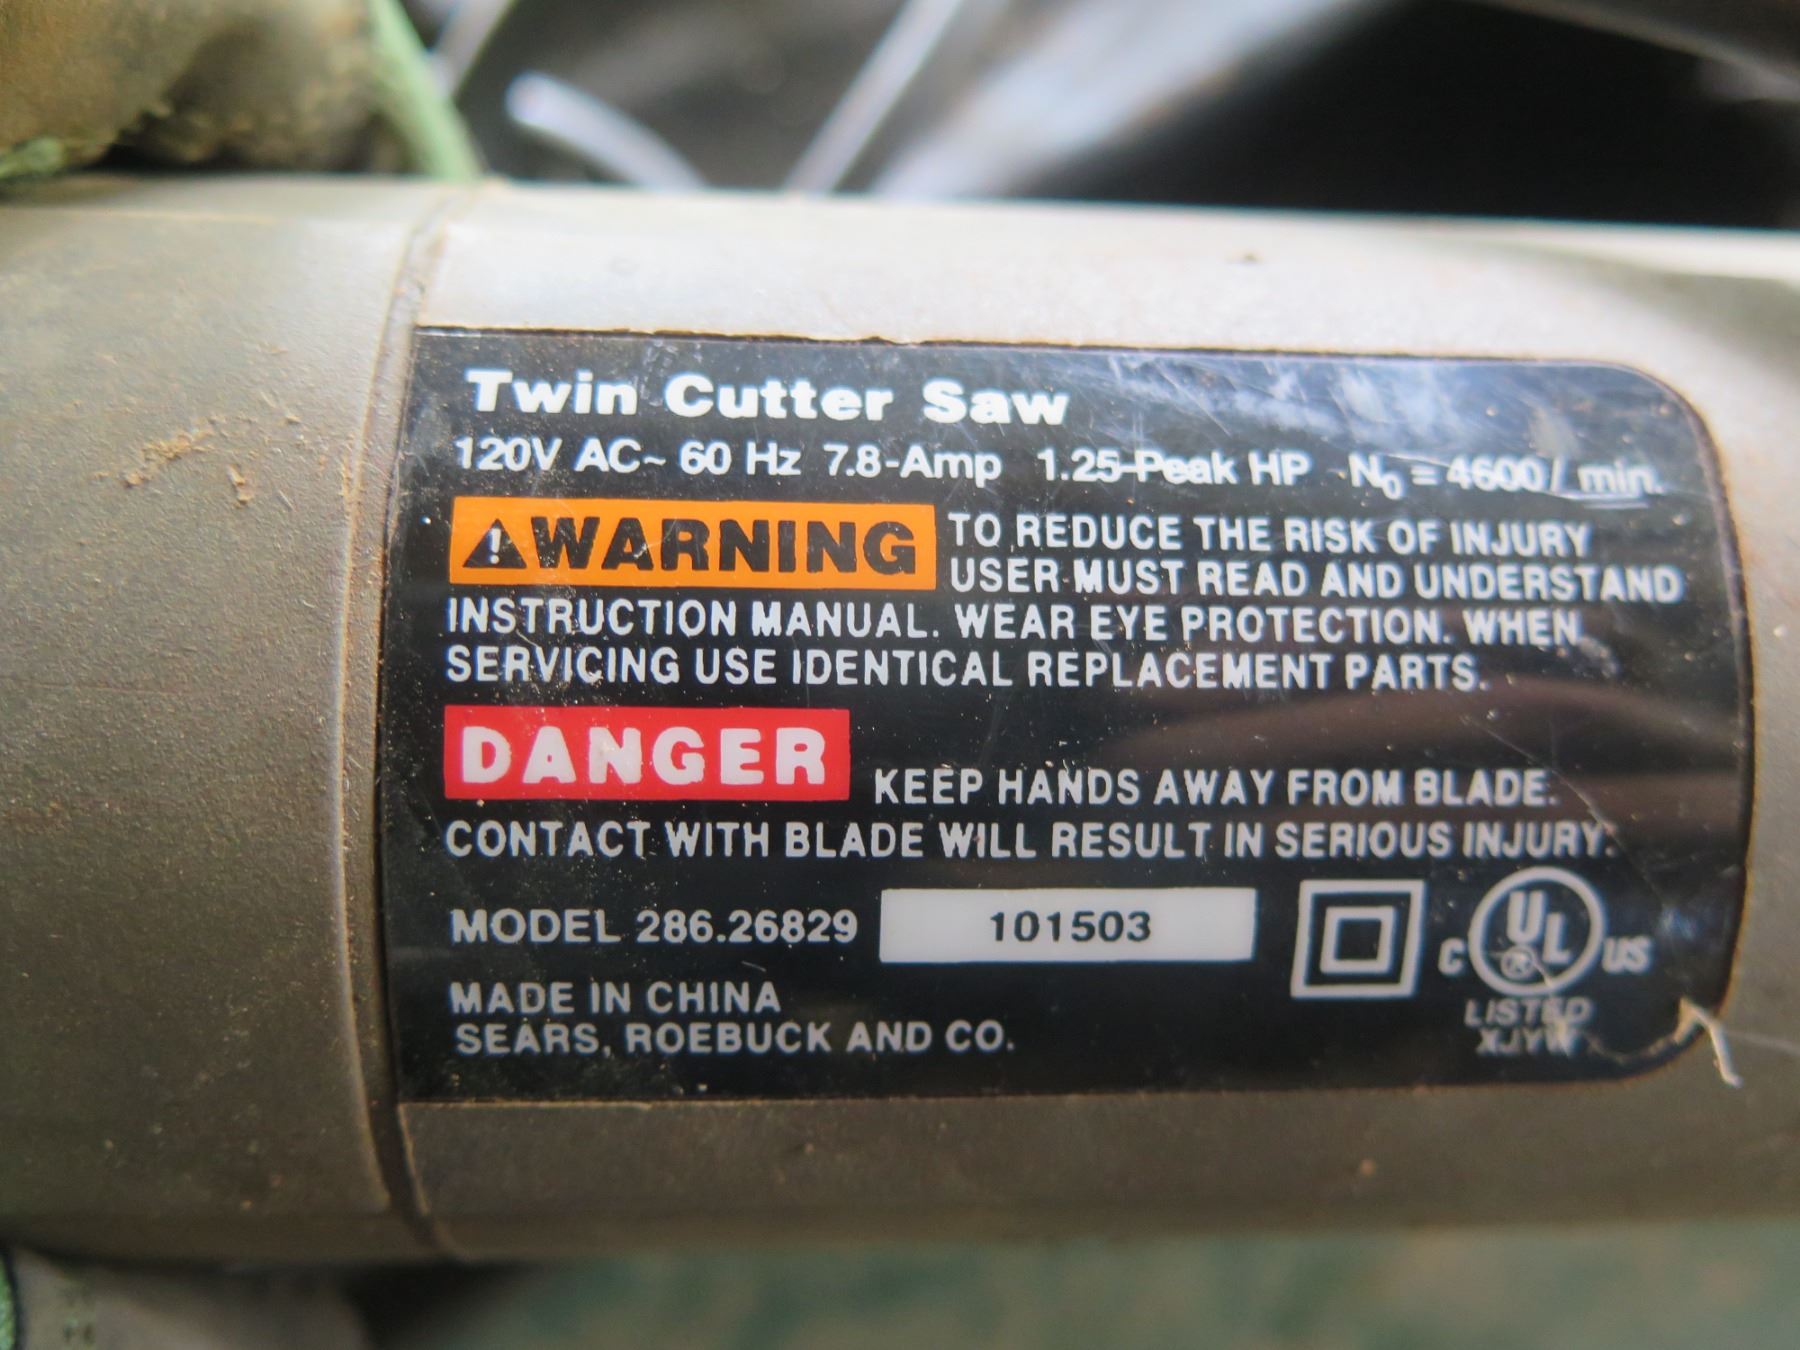 Twin Cutter Saw
120V AC~ 60 Hz 7.8-Amp 1.25-Peak HP N₀ = 4600/ min.
⚠WARNING TO REDUCE THE RISK OF INJURY
USER MUST READ AND UNDERSTAND
INSTRUCTION MANUAL. WEAR EYE PROTECTION. WHEN
SERVICING USE IDENTICAL REPLACEMENT PARTS.
DANGER KEEP HANDS AWAY FROM BLADE.
CONTACT WITH BLADE WILL RESULT IN SERIOUS INJURY.
MODEL 286.26829 101503
C UL® US
LISTED
XJYW
MADE IN CHINA
SEARS, ROEBUCK AND CO.